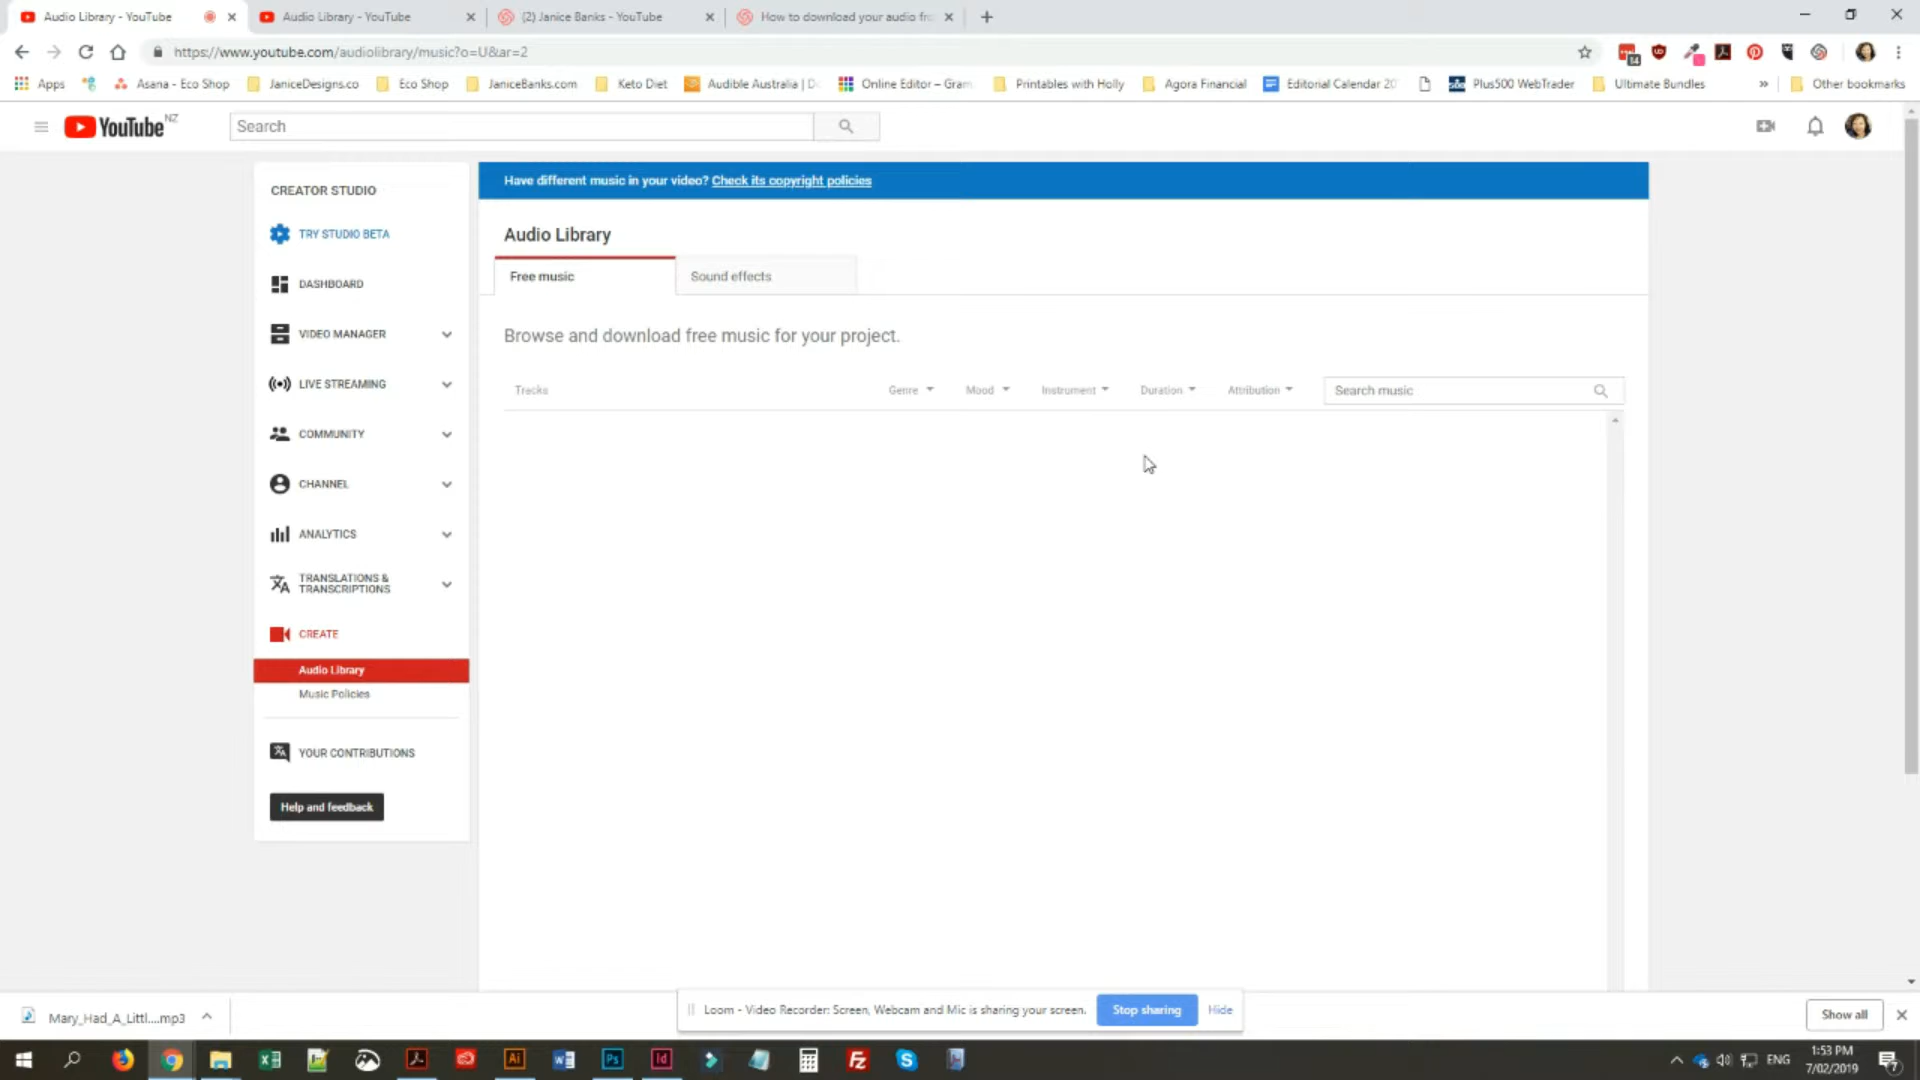 Audio Library - YouTube
Audio Library - YouTube
(2) Janice Banks - YouTube
How to download your audio fr
https://www.youtube.com/audiolibrary/music?o=U&ar=2
14
Apps
Asana - Eco Shop
JaniceDesigns.co
Eco Shop
JaniceBanks.com
Keto Diet
Audible Australia | Do
Online Editor – Gram
Printables with Holly
Agora Financial
Editorial Calendar 20
Plus500 WebTrader
Ultimate Bundles
»
Other bookmarks
YouTube NZ
Search
CREATOR STUDIO
TRY STUDIO BETA
DASHBOARD
VIDEO MANAGER
LIVE STREAMING
COMMUNITY
CHANNEL
ANALYTICS
TRANSLATIONS &
TRANSCRIPTIONS
CREATE
Audio Library
Music Policies
YOUR CONTRIBUTIONS
Help and feedback
Have different music in your video? Check its copyright policies
Audio Library
Free music
Sound effects
Browse and download free music for your project.
Tracks
Genre
Mood
Instrument
Duration
Attribution
Search music
Mary_Had_A_Littl....mp3
Loom - Video Recorder: Screen, Webcam and Mic is sharing your screen.
Stop sharing
Hide
Show all
Ai
Ps
Id
Fz
ENG
1:53 PM
7/02/2019